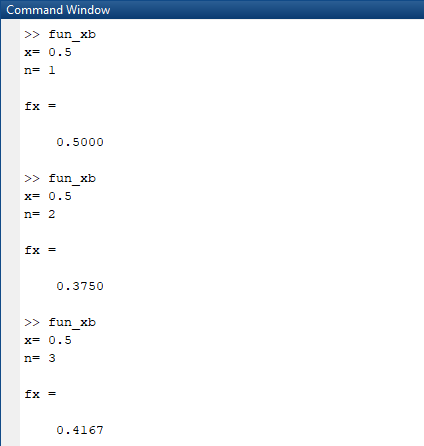 Command Window
>> fun_xb
x= 0.5
n= 1
fx =
0.5000
>> fun_xb
x= 0.5
n= 2
fx =
0.3750
>> fun_xb
x= 0.5
n= 3
fx =
0.4167